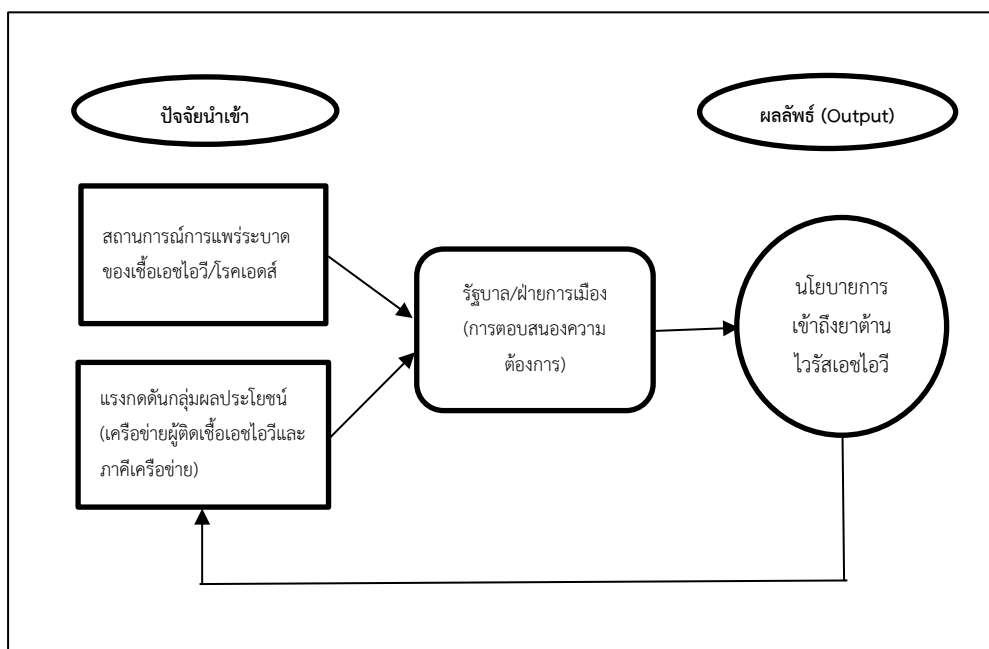 ปัจจัยนำเข้า
ผลลัพธ์ (Output)
สถานการณ์การแพร่ระบาด
ของเชื้อเอชไอวี/โรคเอดส์
แรงกดดันกลุ่มผลประโยชน์
(เครือข่ายผู้ติดเชื้อเอชไอวีและ
ภาคีเครือข่าย)
รัฐบาล/ฝ่ายการเมือง
(การตอบสนองความ
ต้องการ)
นโยบายการ
เข้าถึงยาต้าน
ไวรัสเอชไอวี